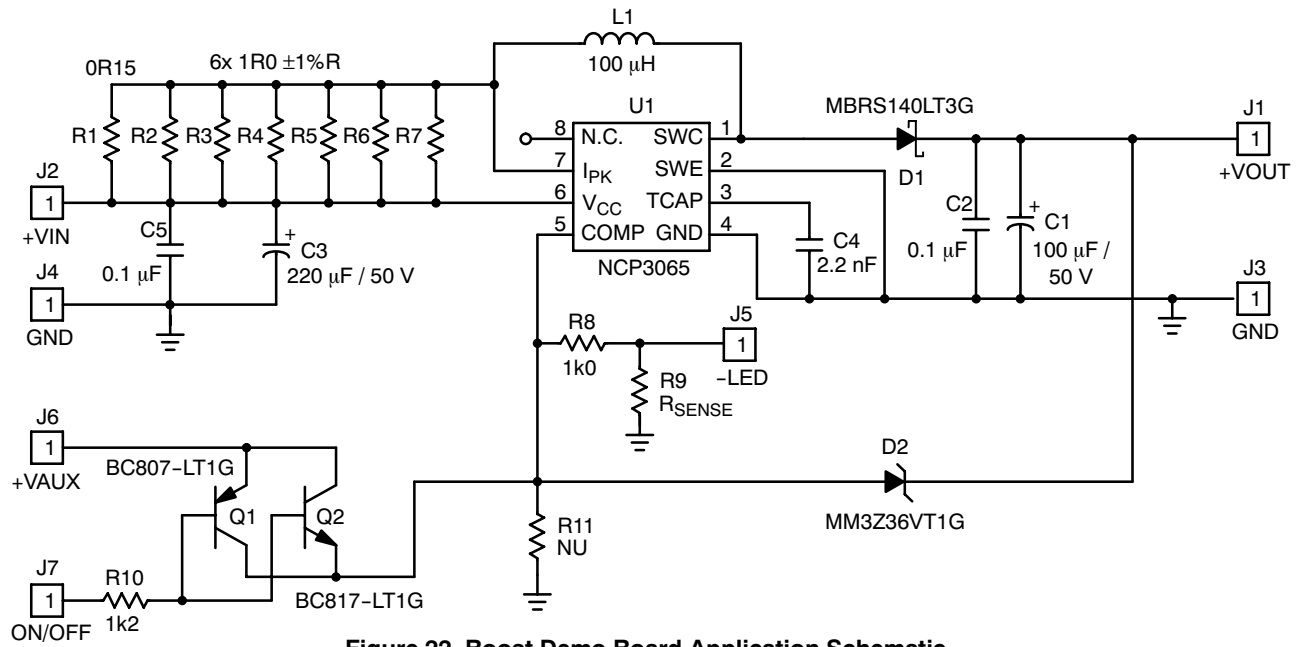 L1
100 μH
0R15
6x 1R0 ±1%R
U1
MBRS140LT3G
J1
1
+VOUT
R1
R2
R3
R4
R5
R6
R7
8
N.C.
SWC
1
7
IPK
SWE
2
6
VCC
TCAP
3
5
COMP
GND
4
NCP3065
D1
J2
1
+VIN
C5
0.1 μF
+
C3
220 μF / 50 V
C4
2.2 nF
C2
0.1 μF
+
C1
100 μF /
50 V
J4
1
GND
J3
1
GND
R8
1k0
J5
1
–LED
R9
RSENSE
J6
1
+VAUX
BC807–LT1G
Q1
Q2
D2
MM3Z36VT1G
R11
NU
J7
1
ON/OFF
R10
1k2
BC817–LT1G
Figure 22. Boost Demo Board Application Schematic